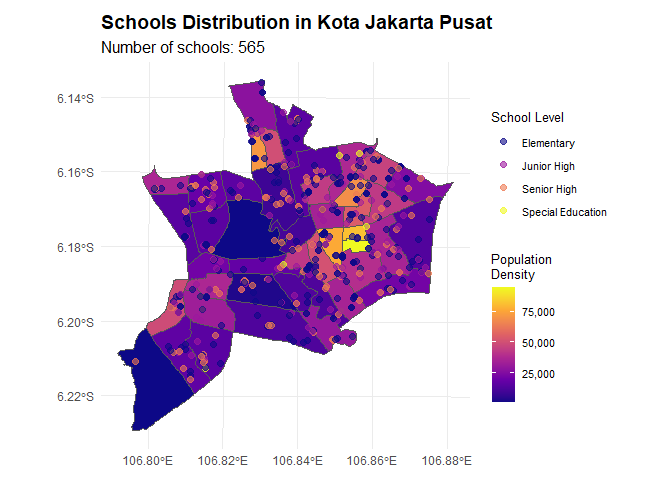 Schools Distribution in Kota Jakarta Pusat
Number of schools: 565
6.14°S
6.16°S
6.18°S
6.20°S
6.22°S
106.80°E
106.82°E
106.84°E
106.86°E
106.88°E
School Level
Elementary
Junior High
Senior High
Special Education
Population
Density
75,000
50,000
25,000